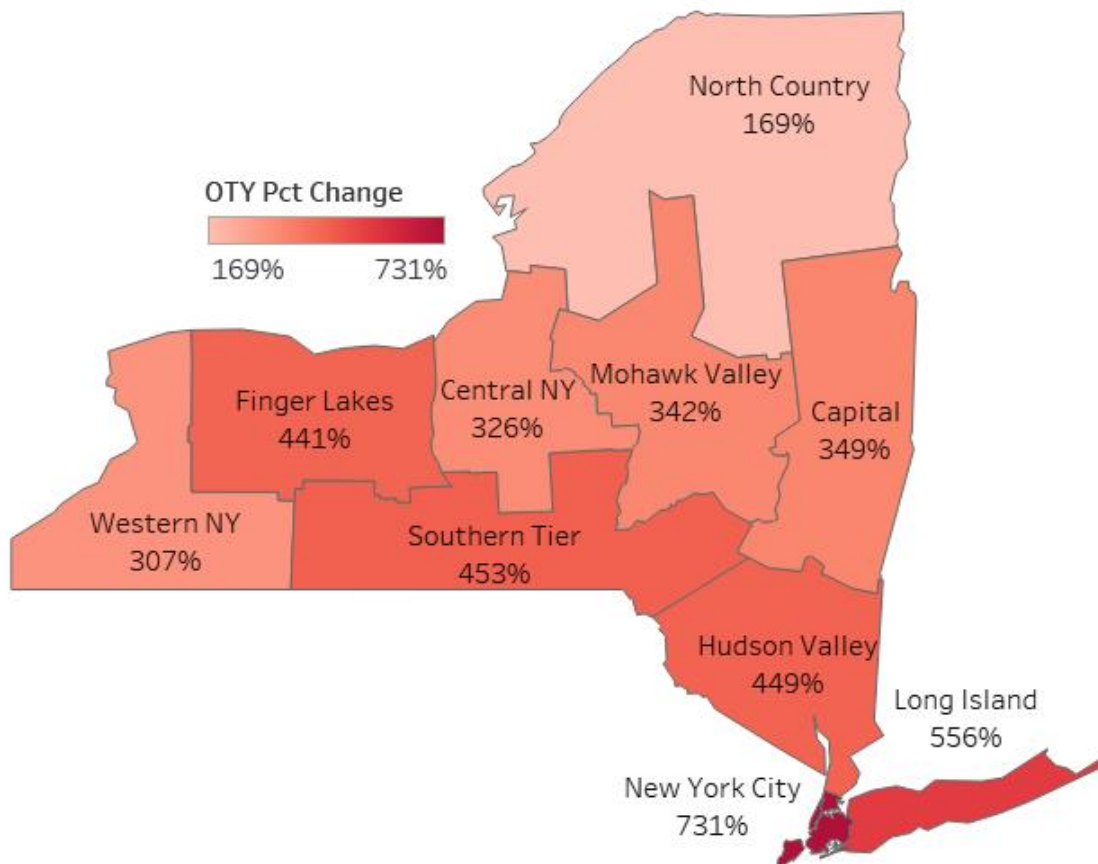 North Country
169%
OTY Pct Change
169%
731%
Finger Lakes
441%
Central NY
326%
Mohawk Valley
342%
Capital
349%
Western NY
307%
Southern Tier
453%
Hudson Valley
449%
Long Island
556%
New York City
731%